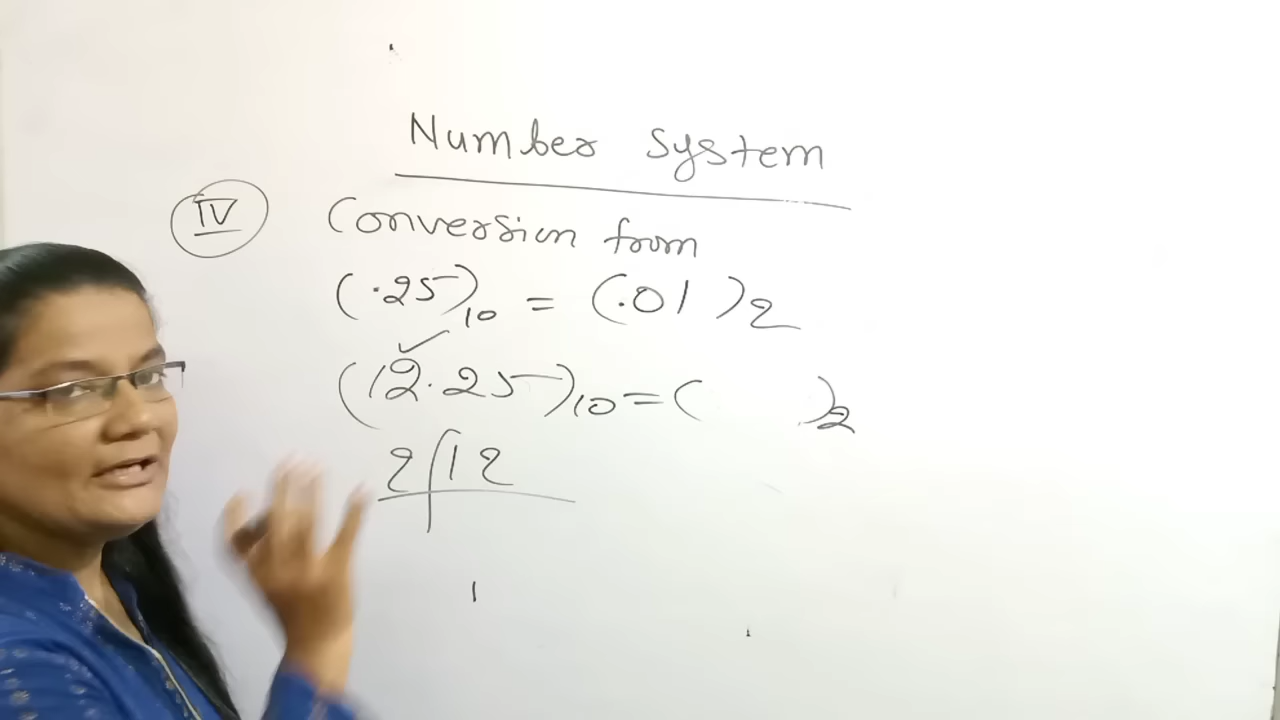 Number System
IV Conversion from
(.25)10 = (.01)2
(12.25)10 = ( )2
2 12